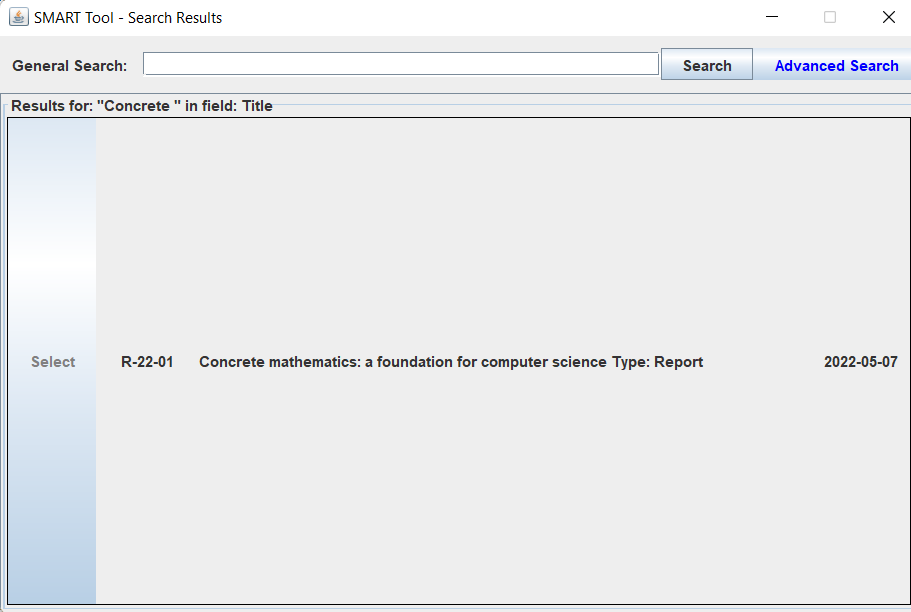 SMART Tool - Search Results
General Search: Search Advanced Search
Results for: "Concrete " in field: Title
Select R-22-01 Concrete mathematics: a foundation for computer science Type: Report 2022-05-07